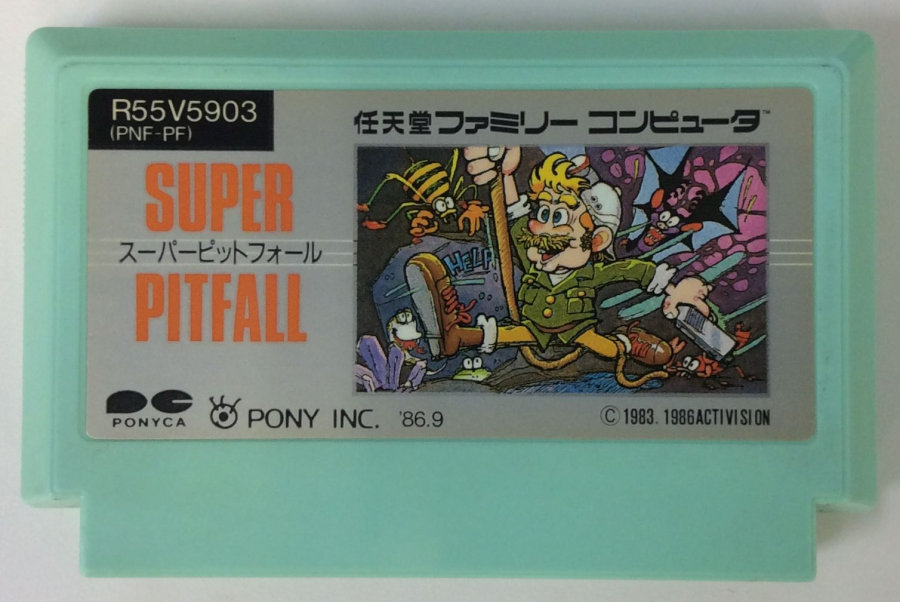 R55V5903
(PNF-PF)
任天堂ファミリー コンピュータ™
SUPER
スーパーピットフォール
PITFALL
HELP
PONYCA
PONY INC. '86.9
© 1983. 1986 ACTIVISION